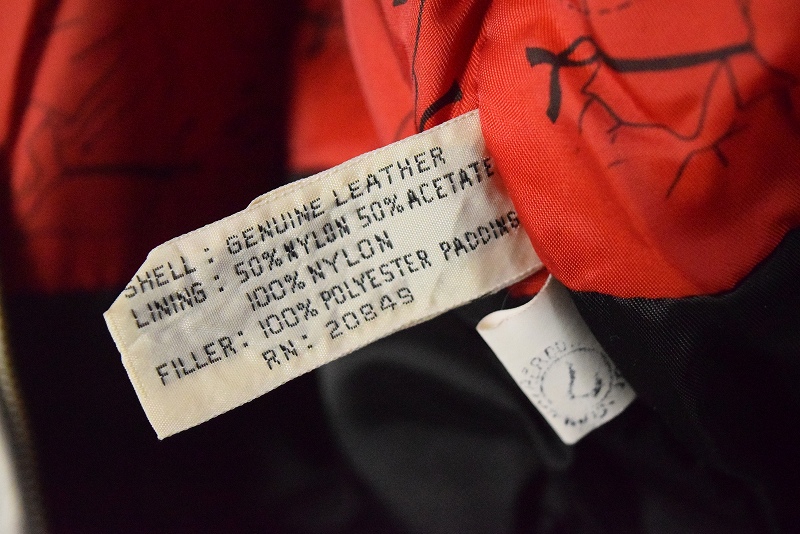 SHELL : GENUINE LEATHER
LINING : 50% NYLON 50% ACETATE
100% NYLON
FILLER: 100% POLYESTER PADDING
RN: 20849